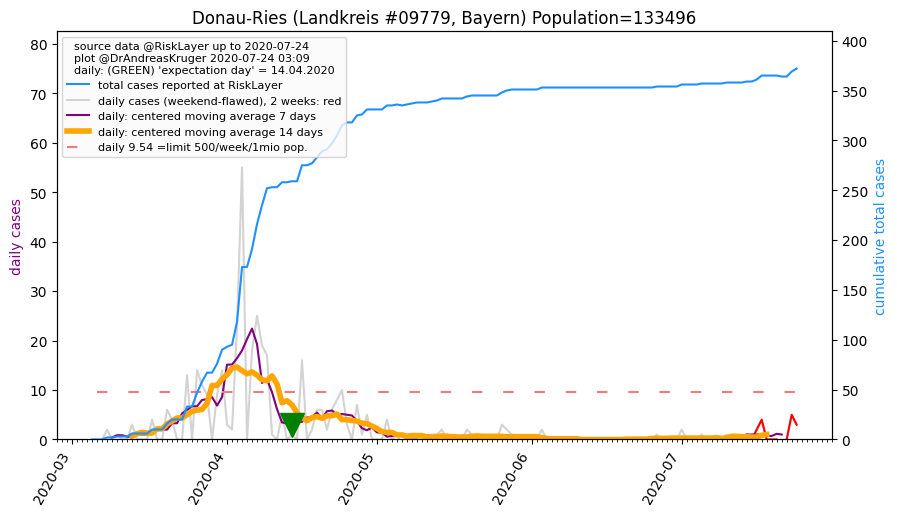 Donau-Ries (Landkreis #09779, Bayern) Population=133496
source data @RiskLayer up to 2020-07-24
plot @DrAndreasKruger 2020-07-24 03:09
daily: (GREEN) 'expectation day' = 14.04.2020
total cases reported at RiskLayer
daily cases (weekend-flawed), 2 weeks: red
daily: centered moving average 7 days
daily: centered moving average 14 days
daily 9.54 =limit 500/week/1mio pop.
daily cases
80
70
60
50
40
30
20
10
0
cumulative total cases
400
350
300
250
200
150
100
50
0
2020-03
2020-04
2020-05
2020-06
2020-07